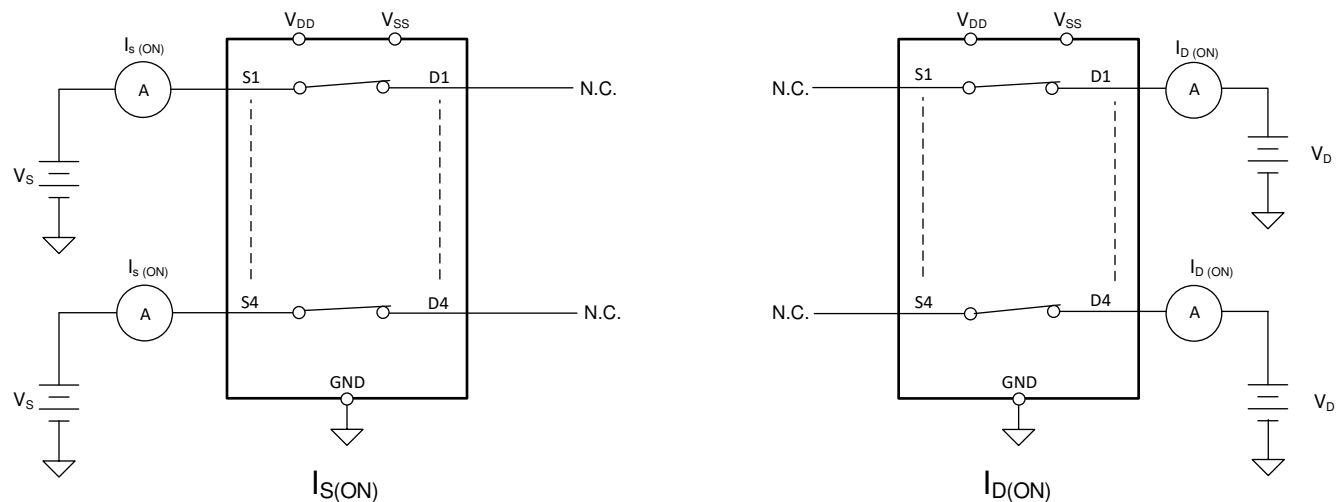 VDD VSS
IS (ON)
A
S1 D1
N.C.
VS
IS (ON)
A
S4 D4
N.C.
VS
GND
IS(ON)
VDD VSS
ID (ON)
N.C.
S1 D1
A
VD
ID (ON)
N.C.
S4 D4
A
VD
GND
ID(ON)